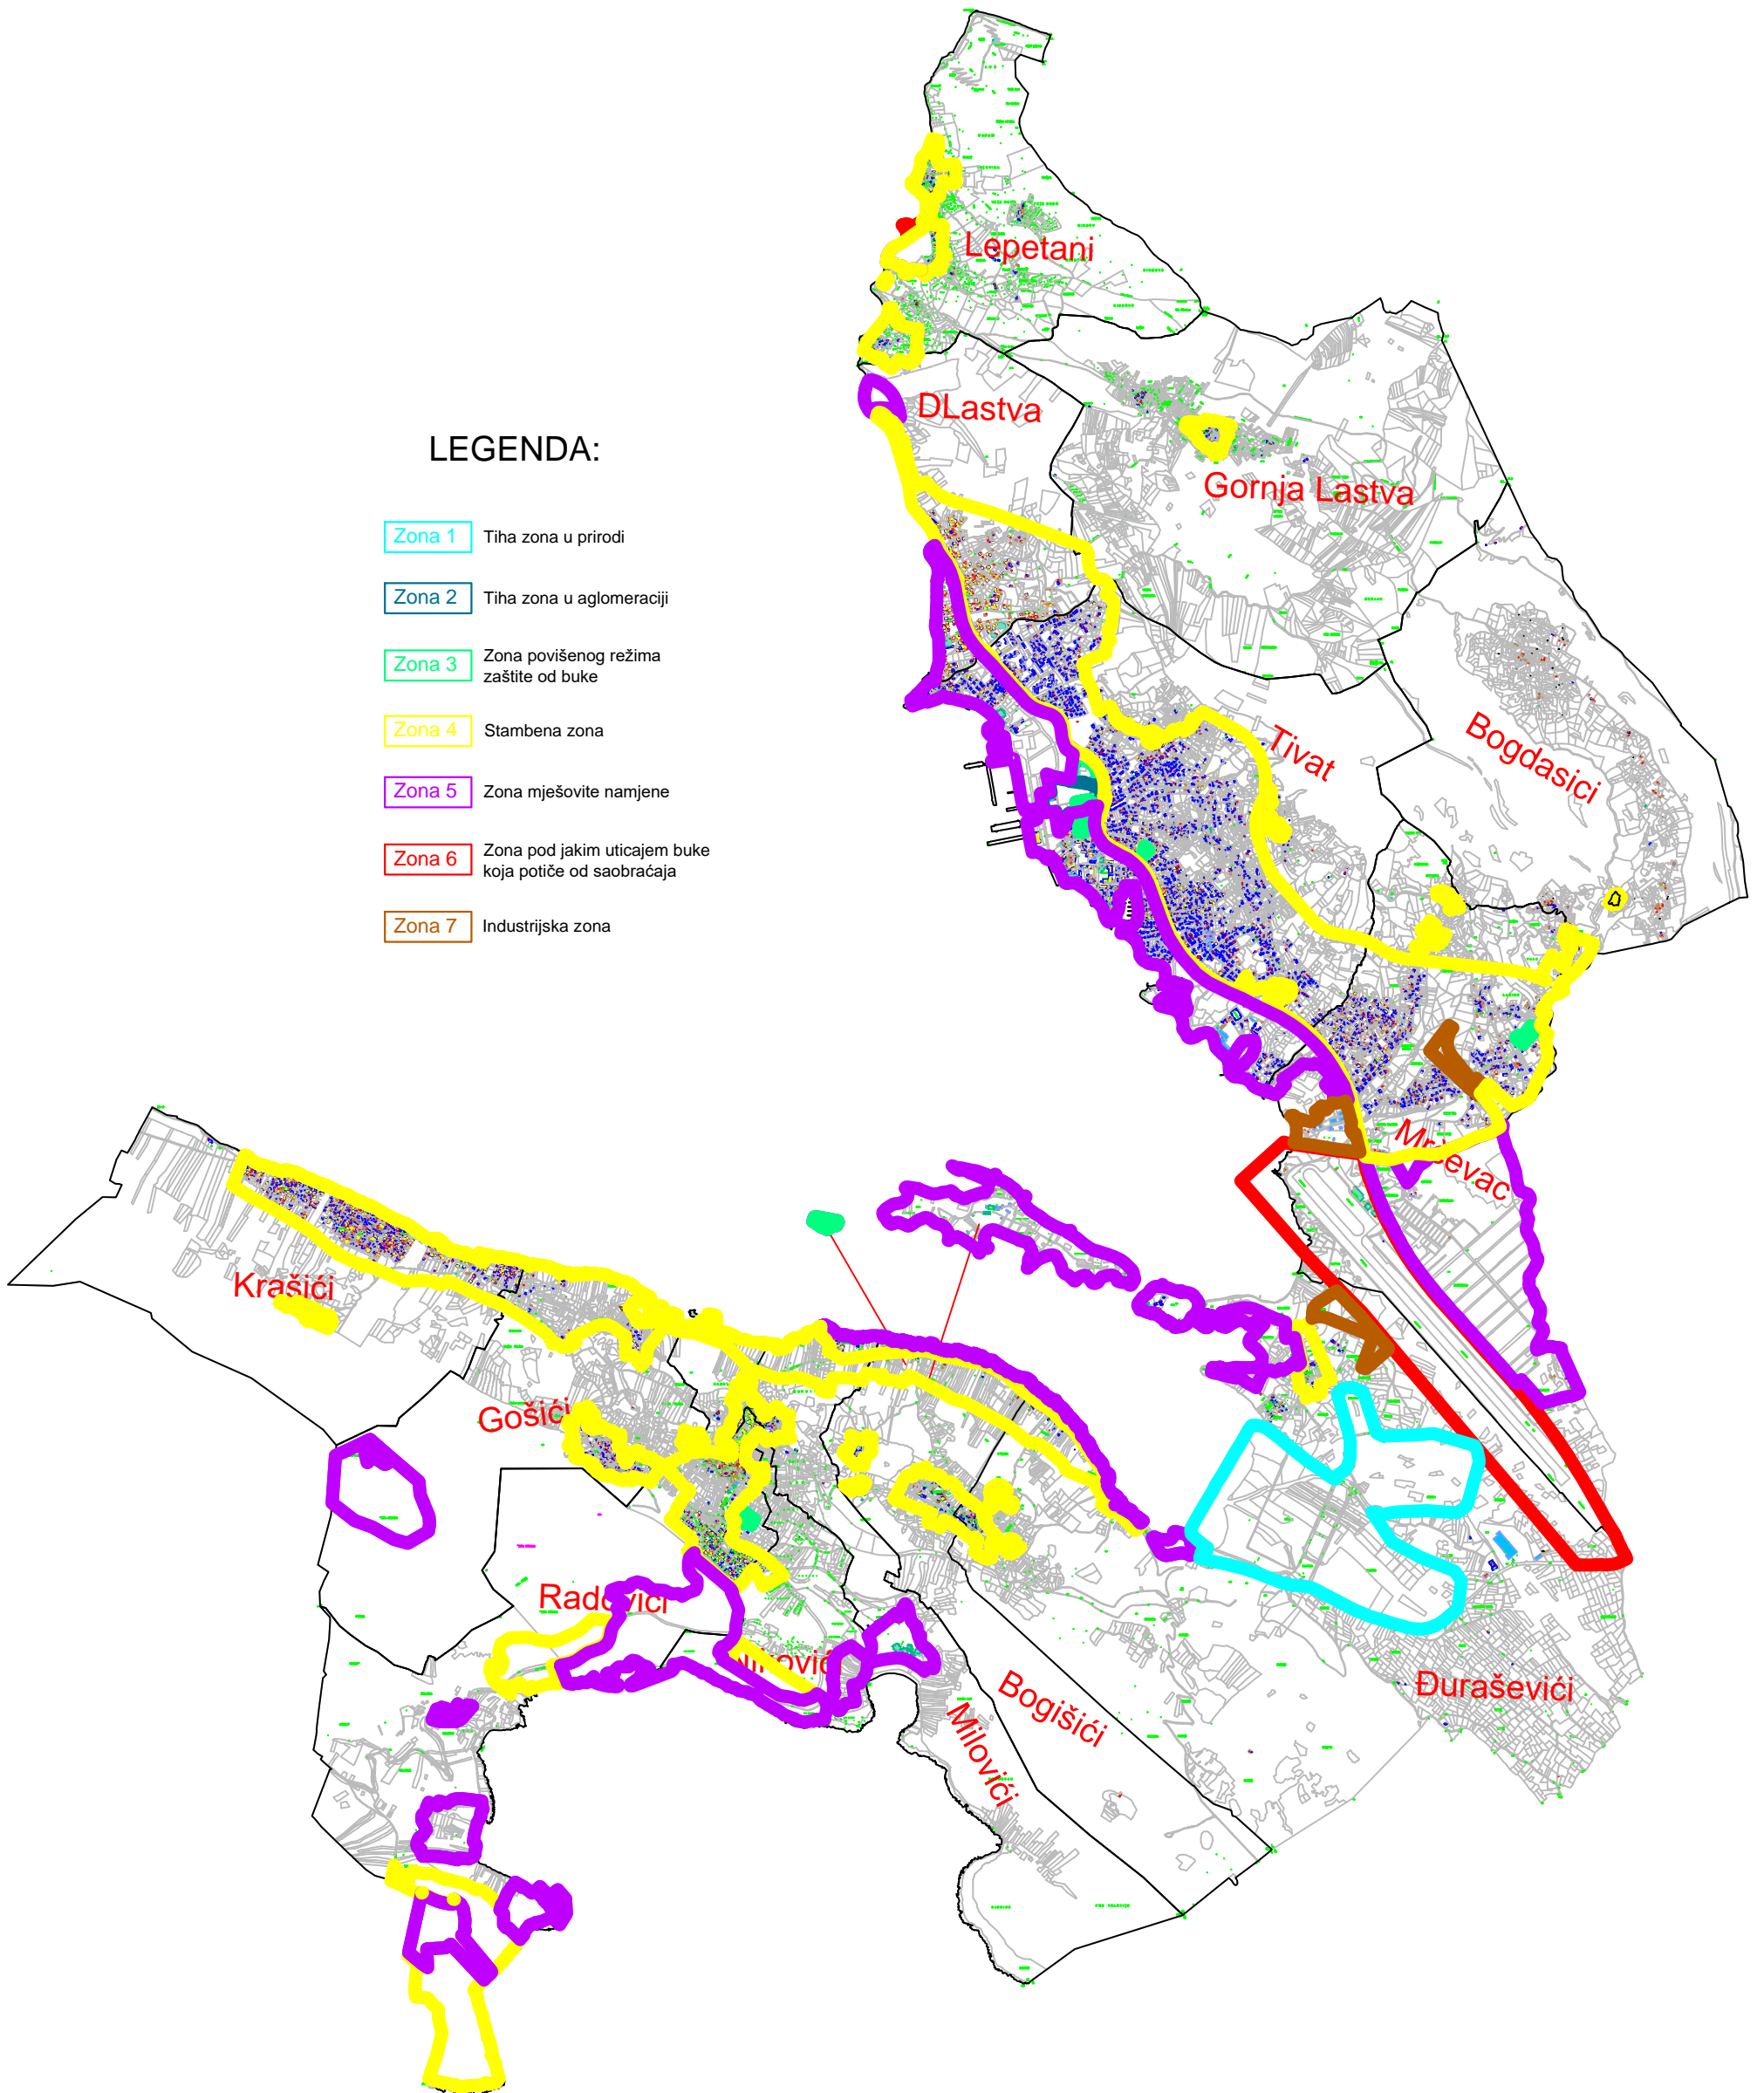 Lepetani
DLastva
Gornja Lastva
Tivat
Bogdasici
LEGENDA:
Zona 1 Tiha zona u prirodi
Zona 2 Tiha zona u aglomeraciji
Zona 3 Zona povišenog režima
zaštite od buke
Zona 4 Stambena zona
Zona 5 Zona mješovite namjene
Zona 6 Zona pod jakim uticajem buke
koja potiče od saobraćaja
Zona 7 Industrijska zona
Krašići
Gošići
Radovići
Milovići
Bogišići
Đuraševići